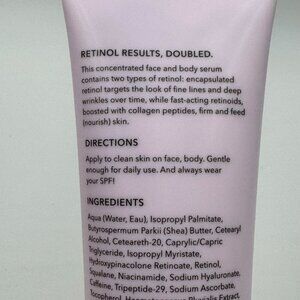 RETINOL RESULTS, DOUBLED.
This concentrated face and body serum
contains two types of retinol: encapsulated
retinol targets the look of fine lines and deep
wrinkles over time, while fast-acting retinoids,
boosted with collagen peptides, firm and feed
(nourish) skin.
DIRECTIONS
Apply to clean skin on face, body. Gentle
enough for daily use. And always wear
your SPF!
INGREDIENTS
Aqua (Water, Eau), Isopropyl Palmitate,
Butyrospermum Parkii (Shea) Butter, Cetearyl
Alcohol, Ceteareth-20, Caprylic/Capric
Triglyceride, Isopropyl Myristate,
Hydroxypinacolone Retinoate, Retinol,
Squalane, Niacinamide, Sodium Hyaluronate,
Caffeine, Tripeptide-29, Sodium Ascorbate,
Tocopherol, Haematococcus Pluvialis Extract,